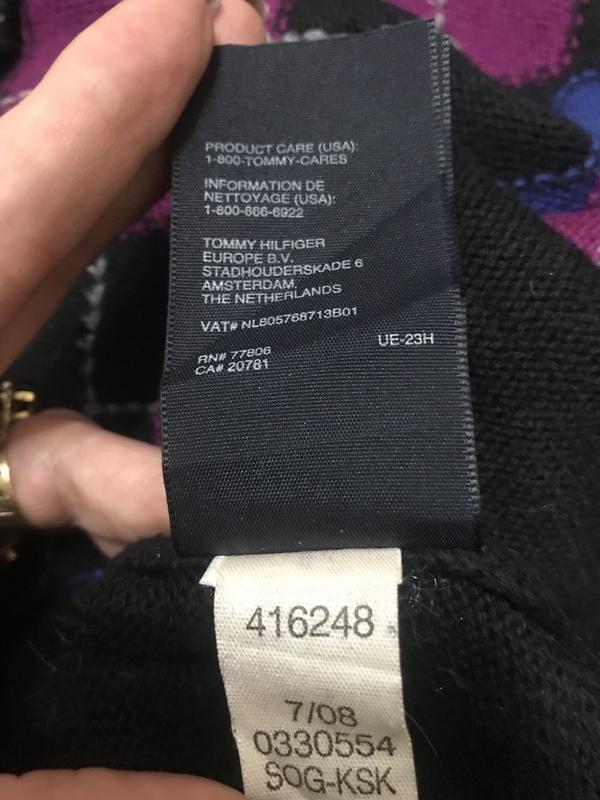 PRODUCT CARE (USA):
1-800-TOMMY-CARES
INFORMATION DE
NETTOYAGE (USA):
1-800-866-6922
TOMMY HILFIGER
EUROPE B.V.
STADHOUDERSKADE 6
AMSTERDAM,
THE NETHERLANDS
VAT# NL805768713B01
UE-23H
RN# 77806
CA# 20781
416248
7/08
0330554
SOG-KSK